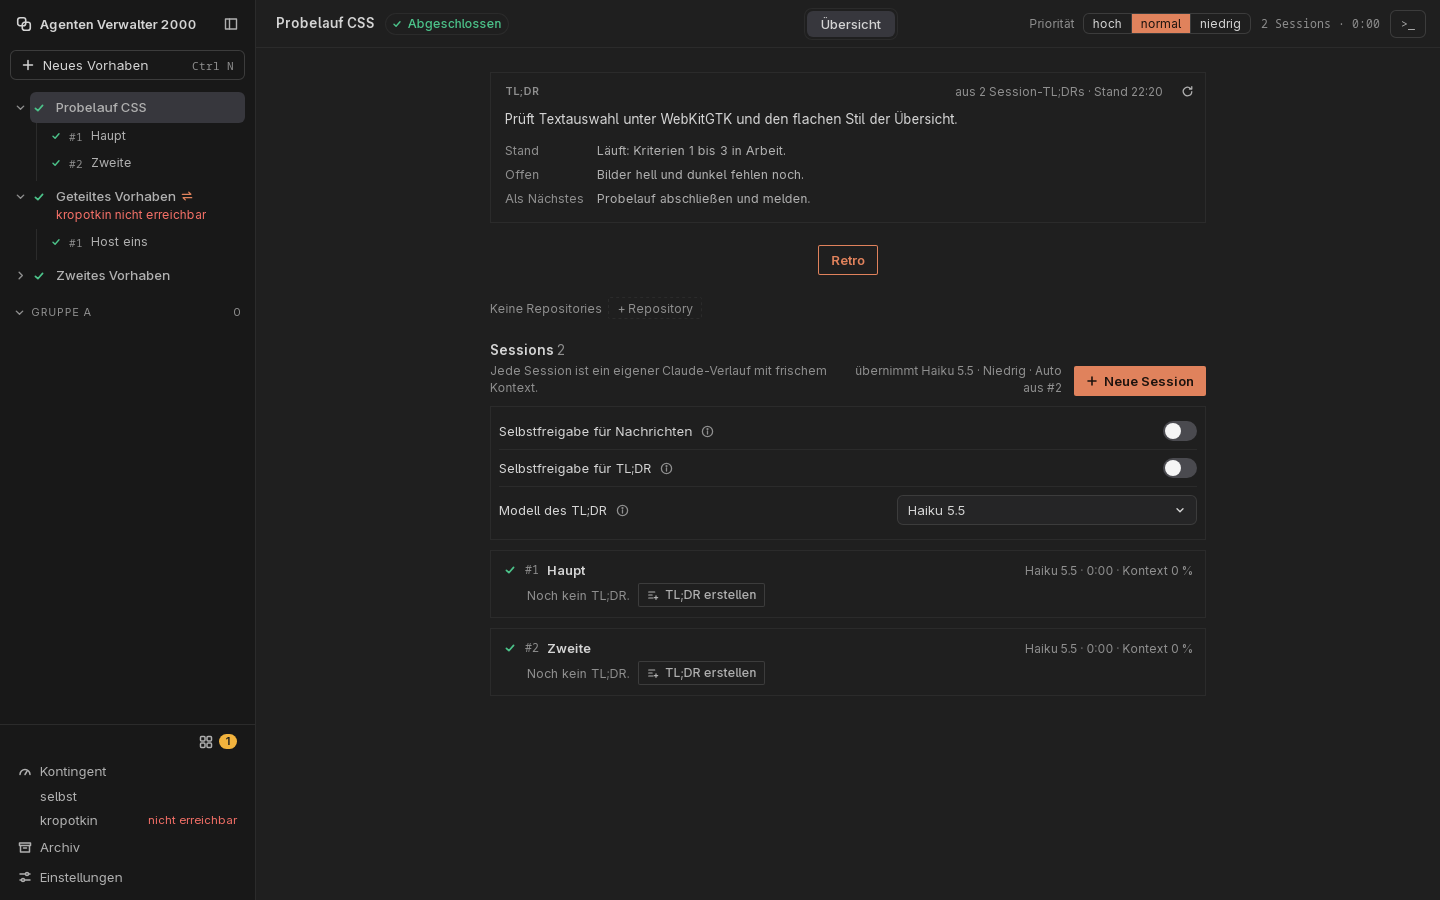 Agenten Verwalter 2000
Neues Vorhaben Ctrl N
Probelauf CSS
#1 Haupt
#2 Zweite
Geteiltes Vorhaben
kropotkin nicht erreichbar
#1 Host eins
Zweites Vorhaben
GRUPPE A 0
1
Kontingent
selbst
kropotkin nicht erreichbar
Archiv
Einstellungen
Probelauf CSS Abgeschlossen Übersicht Priorität hoch normal niedrig 2 Sessions · 0:00 >_
TL;DR aus 2 Session-TL;DRs · Stand 22:20
Prüft Textauswahl unter WebKitGTK und den flachen Stil der Übersicht.
Stand Läuft: Kriterien 1 bis 3 in Arbeit.
Offen Bilder hell und dunkel fehlen noch.
Als Nächstes Probelauf abschließen und melden.
Retro
Keine Repositories + Repository
Sessions 2
Jede Session ist ein eigener Claude-Verlauf mit frischem
Kontext.
übernimmt Haiku 5.5 · Niedrig · Auto
aus #2
Neue Session
Selbstfreigabe für Nachrichten
Selbstfreigabe für TL;DR
Modell des TL;DR Haiku 5.5
#1 Haupt Haiku 5.5 · 0:00 · Kontext 0 %
Noch kein TL;DR. TL;DR erstellen
#2 Zweite Haiku 5.5 · 0:00 · Kontext 0 %
Noch kein TL;DR. TL;DR erstellen